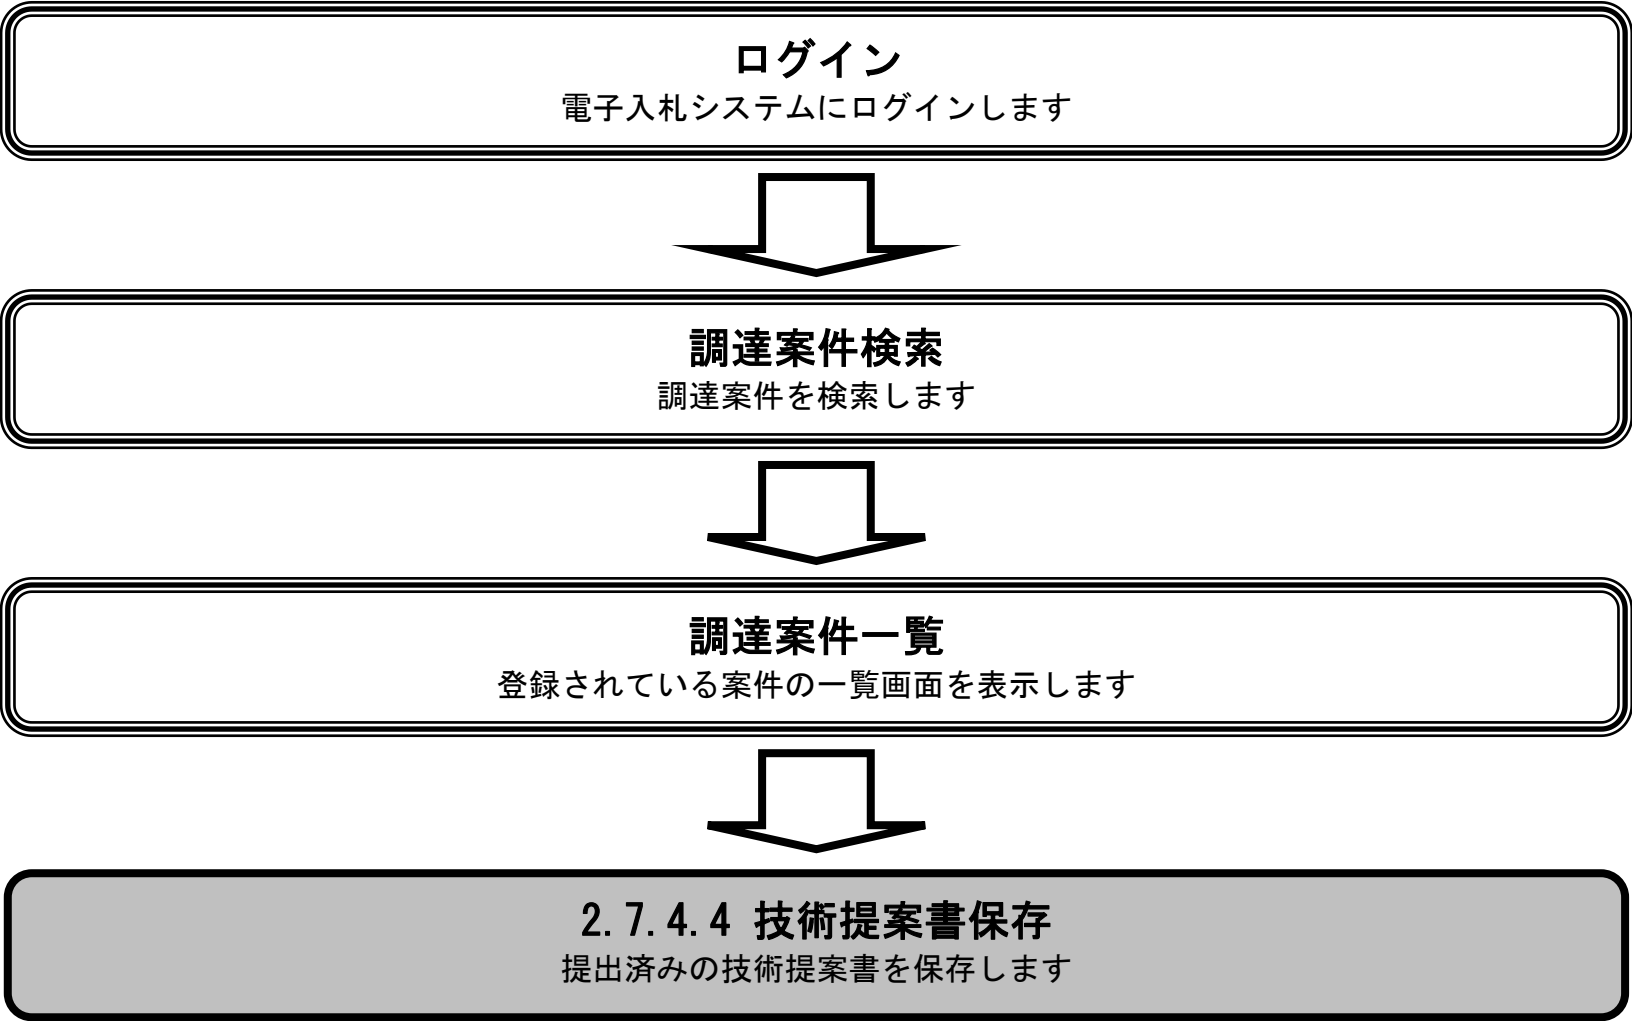 ログイン
電子入札システムにログインします
調達案件検索
調達案件を検索します
調達案件一覧
登録されている案件の一覧画面を表示します
2.7.4.4 技術提案書保存
提出済みの技術提案書を保存します